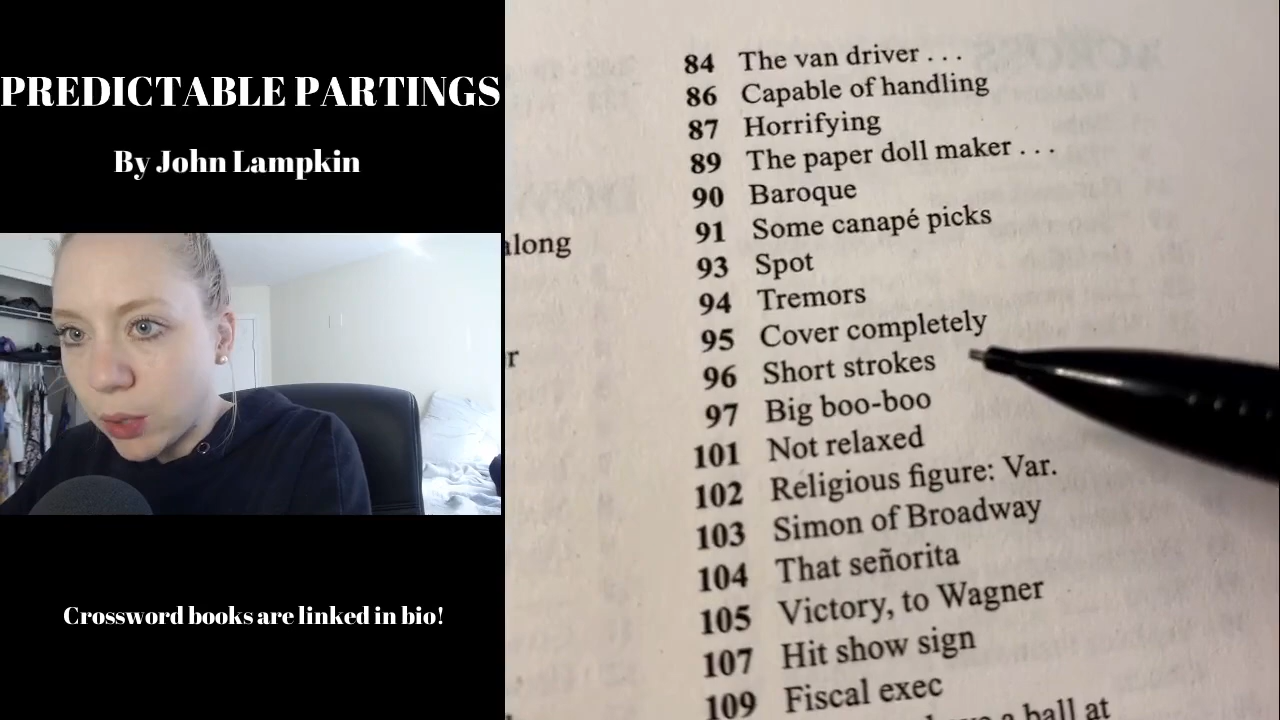 PREDICTABLE PARTINGS
By John Lampkin
Crossword books are linked in bio!
along
r
84 The van driver . . .
86 Capable of handling
87 Horrifying
89 The paper doll maker . . .
90 Baroque
91 Some canapé picks
93 Spot
94 Tremors
95 Cover completely
96 Short strokes
97 Big boo-boo
101 Not relaxed
102 Religious figure: Var.
103 Simon of Broadway
104 That señorita
105 Victory, to Wagner
107 Hit show sign
109 Fiscal exec
a ball at